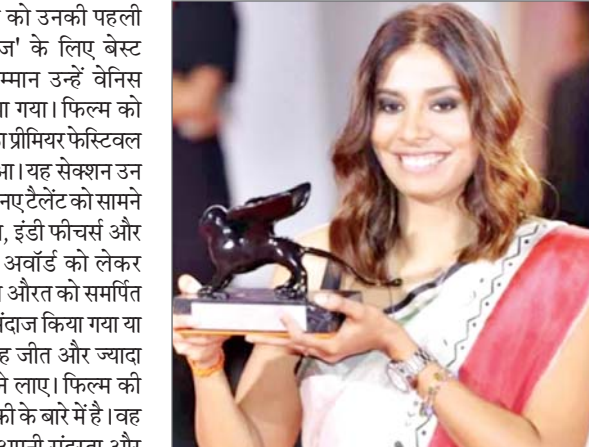 को उनकी पहली
ज' के लिए बेस्ट
म्मान उन्हें वेनिस
ा गया। फिल्म को
ा प्रीमियर फेस्टिवल
आ। यह सेक्शन उन
नए टैलेंट को सामने
, इंडी फीचर्स और
अवॉर्ड को लेकर
औरत को समर्पित
ंदाज किया गया या
ह जीत और ज्यादा
ने लाए। फिल्म की
की के बारे में है। वह